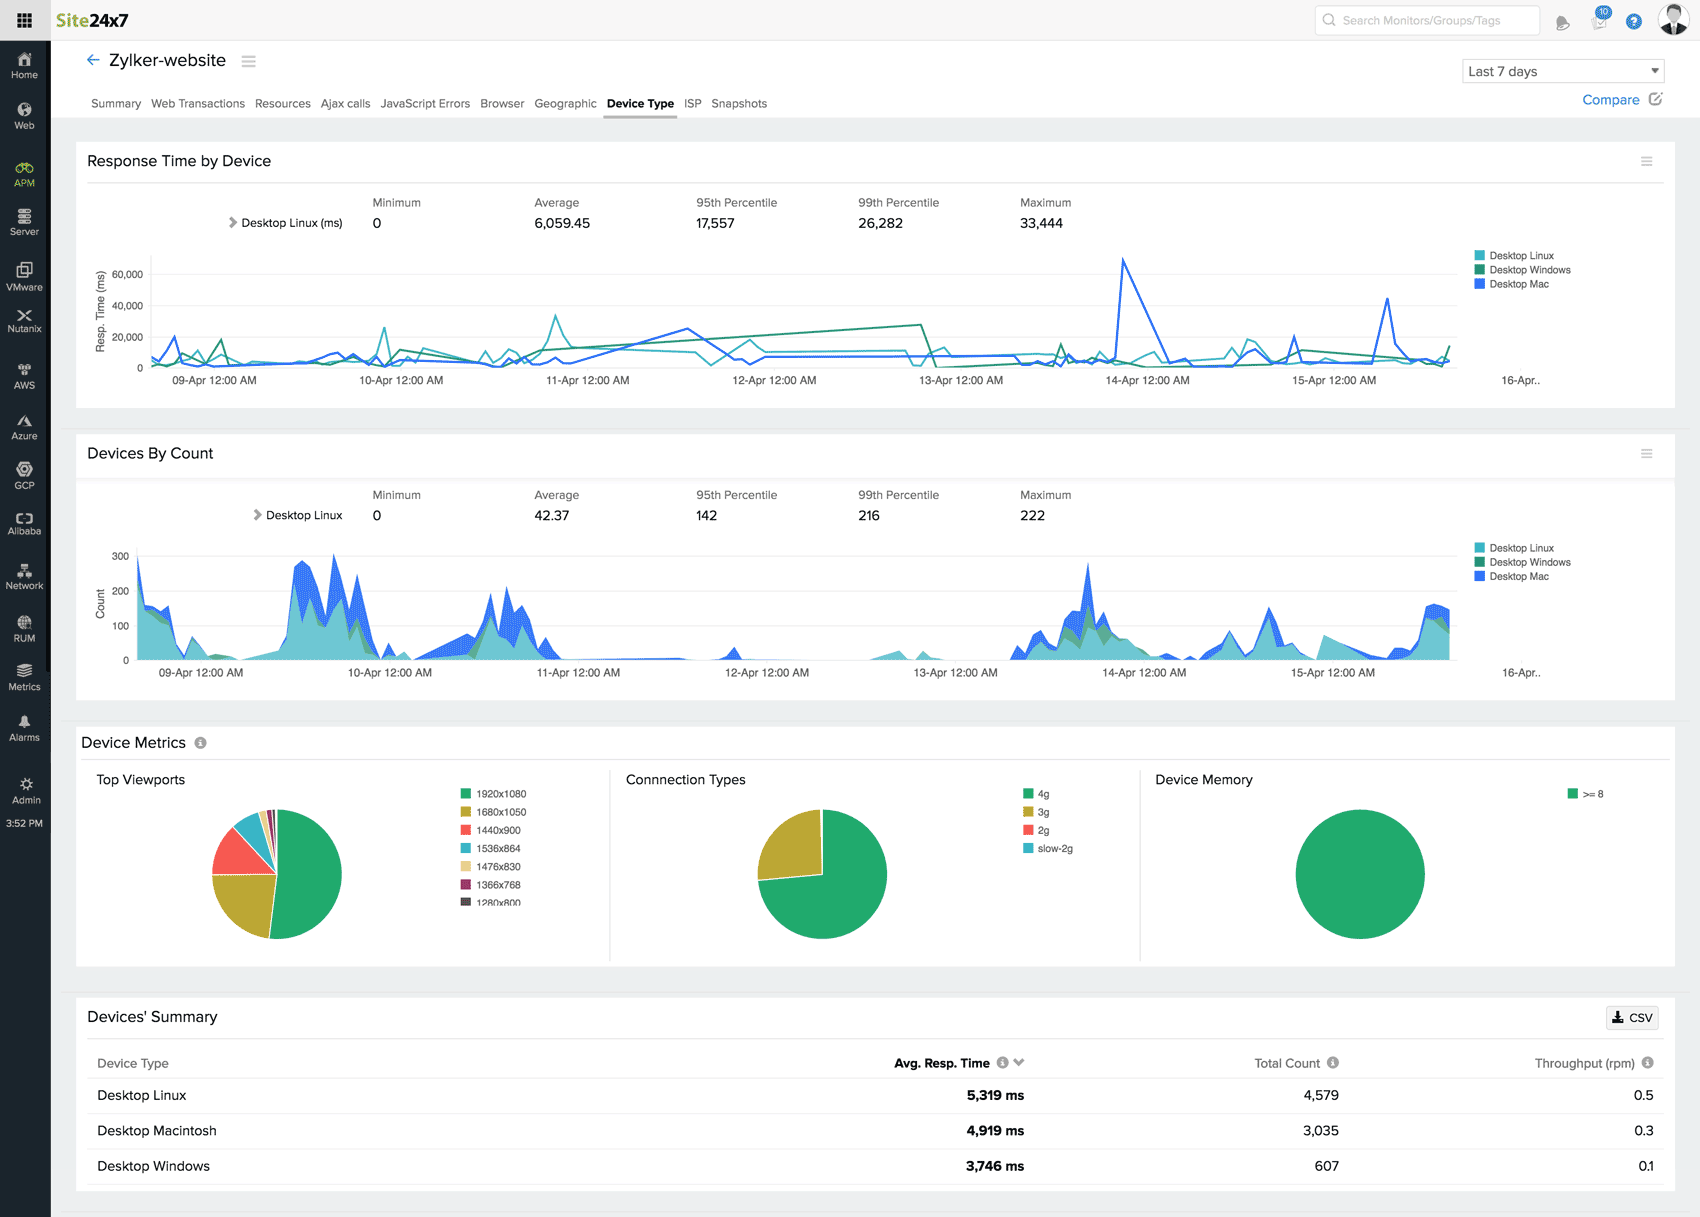 Site24x7
Search Monitors/Groups/Tags
10
?
Home
Web
APM
Server
VMware
Nutanix
AWS
Azure
GCP
Alibaba
Network
RUM
Metrics
Alarms
Admin
3:52 PM
Zylker-website
Last 7 days
Compare
Summary Web Transactions Resources Ajax calls JavaScript Errors Browser Geographic Device Type ISP Snapshots
Response Time by Device
Minimum Average 95th Percentile 99th Percentile Maximum
Desktop Linux (ms) 0 6,059.45 17,557 26,282 33,444
Resp. Time (ms)
60,000
40,000
20,000
0
09-Apr 12:00 AM 10-Apr 12:00 AM 11-Apr 12:00 AM 12-Apr 12:00 AM 13-Apr 12:00 AM 14-Apr 12:00 AM 15-Apr 12:00 AM 16-Apr..
Desktop Linux
Desktop Windows
Desktop Mac
Devices By Count
Minimum Average 95th Percentile 99th Percentile Maximum
Desktop Linux 0 42.37 142 216 222
Count
300
200
100
0
09-Apr 12:00 AM 10-Apr 12:00 AM 11-Apr 12:00 AM 12-Apr 12:00 AM 13-Apr 12:00 AM 14-Apr 12:00 AM 15-Apr 12:00 AM 16-Apr..
Desktop Linux
Desktop Windows
Desktop Mac
Device Metrics
Top Viewports
1920x1080
1680x1050
1440x900
1536x864
1476x830
1366x768
1280x800
Connnection Types
4g
3g
2g
slow-2g
Device Memory
>= 8
Devices' Summary
CSV
Device Type Avg. Resp. Time Total Count Throughput (rpm)
Desktop Linux 5,319 ms 4,579 0.5
Desktop Macintosh 4,919 ms 3,035 0.3
Desktop Windows 3,746 ms 607 0.1